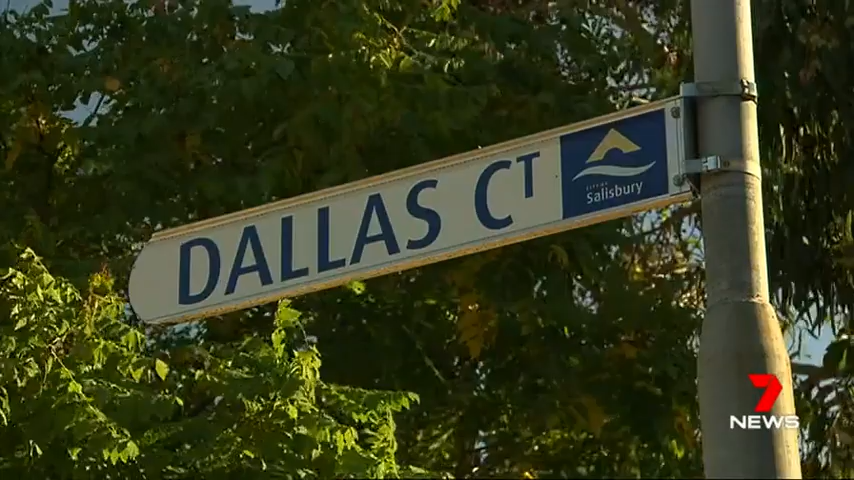 DALLAS CT
CITY OF
Salisbury
7
NEWS